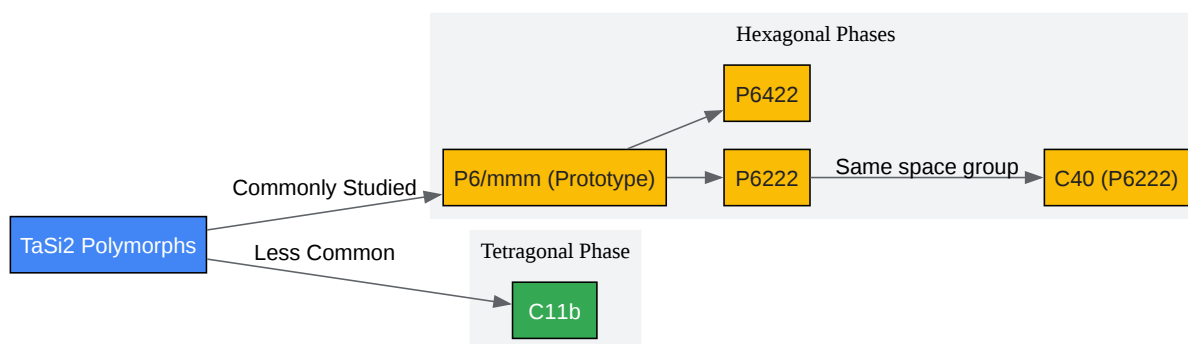 Hexagonal Phases
P6422
P6/mmm (Prototype)
P6222
Same space group
C40 (P6222)
Commonly Studied
TaSi2 Polymorphs
Less Common
Tetragonal Phase
C11b